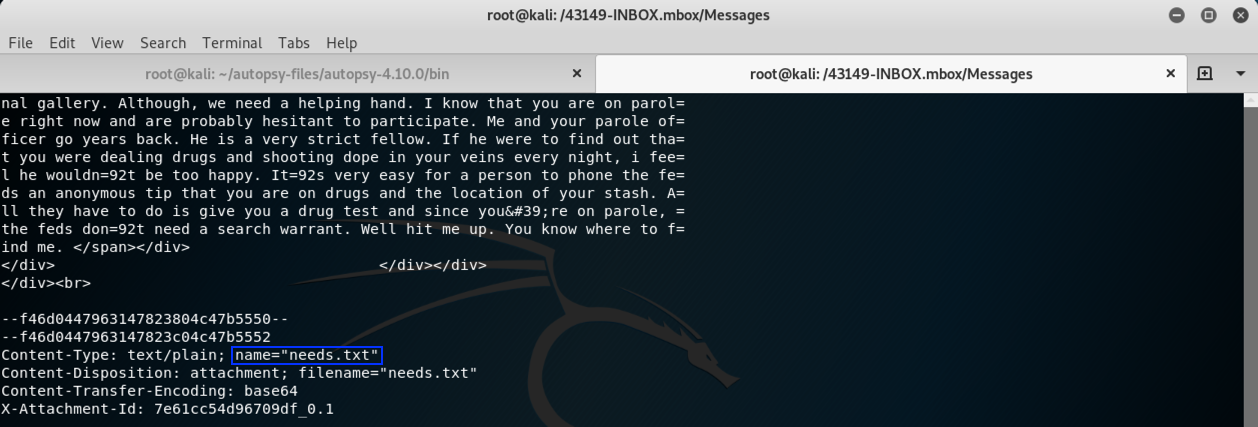 root@kali: /43149-INBOX.mbox/Messages
File Edit View Search Terminal Tabs Help
root@kali: ~/autopsy-files/autopsy-4.10.0/bin
root@kali: /43149-INBOX.mbox/Messages
nal gallery. Although, we need a helping hand. I know that you are on parol=
e right now and are probably hesitant to participate. Me and your parole of=
ficer go years back. He is a very strict fellow. If he were to find out tha=
t you were dealing drugs and shooting dope in your veins every night, i fee=
l he wouldn=92t be too happy. It=92s very easy for a person to phone the fe=
ds an anonymous tip that you are on drugs and the location of your stash. A=
ll they have to do is give you a drug test and since you&#39;re on parole, =
the feds don=92t need a search warrant. Well hit me up. You know where to f=
ind me. </span></div>
</div> </div></div>
</div><br>
--f46d0447963147823804c47b5550--
--f46d0447963147823c04c47b5552
Content-Type: text/plain; name="needs.txt"
Content-Disposition: attachment; filename="needs.txt"
Content-Transfer-Encoding: base64
X-Attachment-Id: 7e61cc54d96709df_0.1